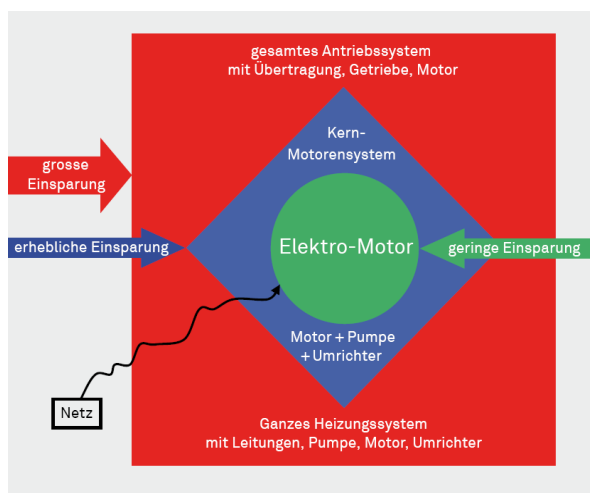 gesamtes Antriebssystem
mit Übertragung, Getriebe, Motor
Kern-
Motorensystem
grosse
Einsparung
erhebliche Einsparung
Elektro-Motor
geringe Einsparung
Motor + Pumpe
+ Umrichter
Netz
Ganzes Heizungssystem
mit Leitungen, Pumpe, Motor, Umrichter